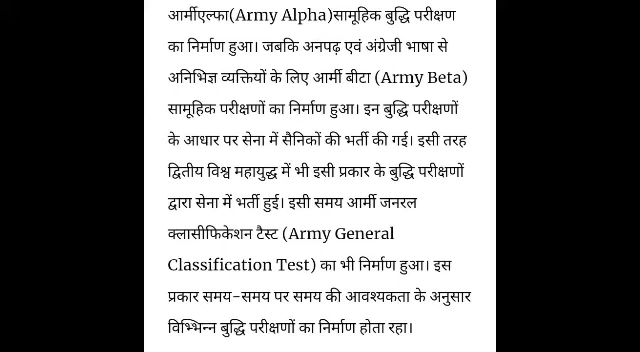 आर्मीएल्फा(Army Alpha)सामूहिक बुद्धि परीक्षण
का निर्माण हुआ। जबकि अनपढ़ एवं अंग्रेजी भाषा से
अनिभिज्ञ व्यक्तियों के लिए आर्मी बीटा (Army Beta)
सामूहिक परीक्षणों का निर्माण हुआ। इन बुद्धि परीक्षणों
के आधार पर सेना में सैनिकों की भर्ती की गई। इसी तरह
द्वितीय विश्व महायुद्ध में भी इसी प्रकार के बुद्धि परीक्षणों
द्वारा सेना में भर्ती हुई। इसी समय आर्मी जनरल
क्लासीफिकेशन टैस्ट (Army General
Classification Test) का भी निर्माण हुआ। इस
प्रकार समय-समय पर समय की आवश्यकता के अनुसार
विभ्भिन्न बुद्धि परीक्षणों का निर्माण होता रहा।